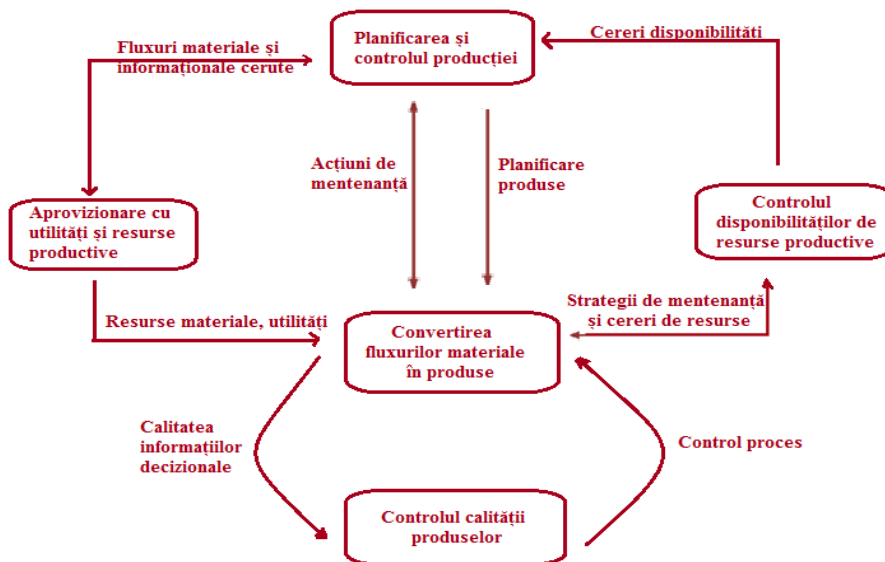 Fluxuri materiale și
informaționale cerute
Planificarea și
controlul producției
Cereri disponibilităti
Acțiuni de
mentenanță
Planificare
produse
Aprovizionare cu
utilități și resurse
productive
Controlul
disponibilităților de
resurse productive
Resurse materiale, utilități
Convertirea
fluxurilor materiale
în produse
Strategii de mentenanță
și cereri de resurse
Calitatea
informațiilor
decizionale
Control proces
Controlul calității
produselor